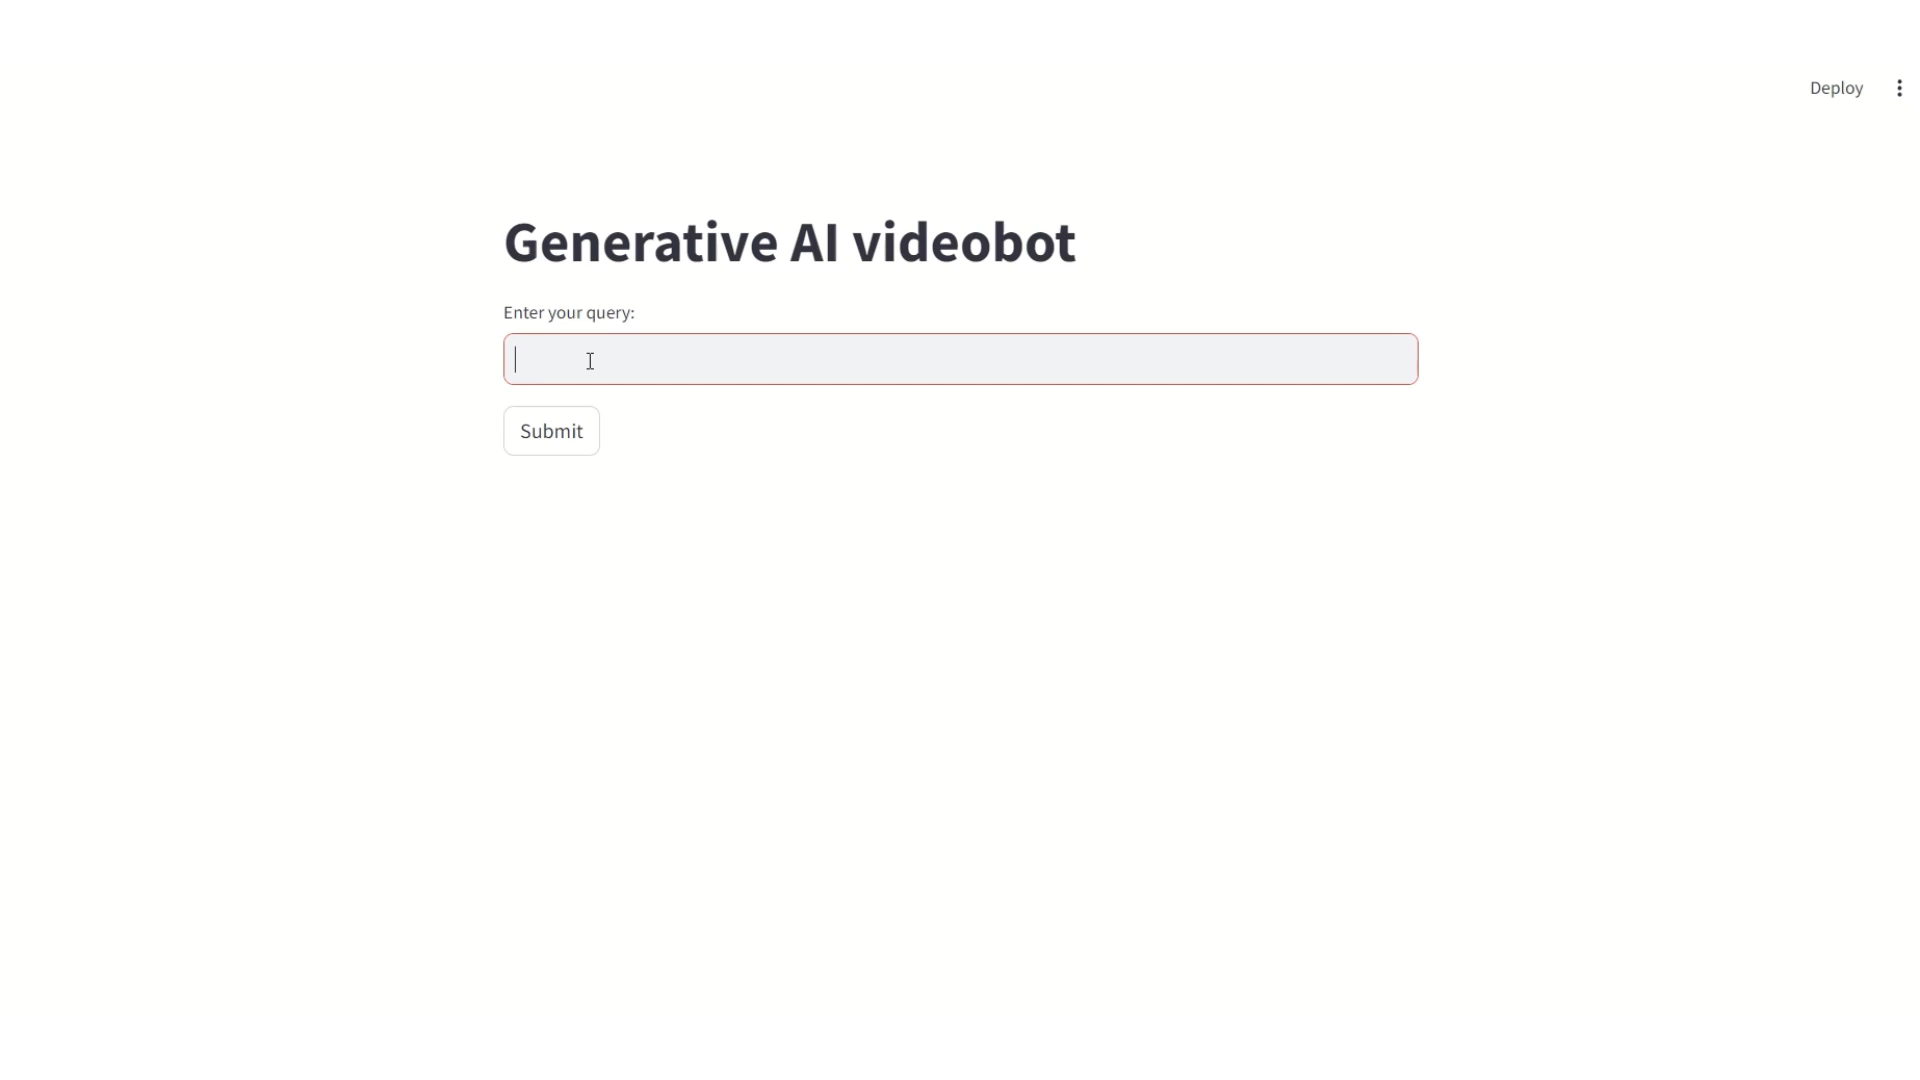 Deploy
Generative AI videobot
Enter your query:
Submit